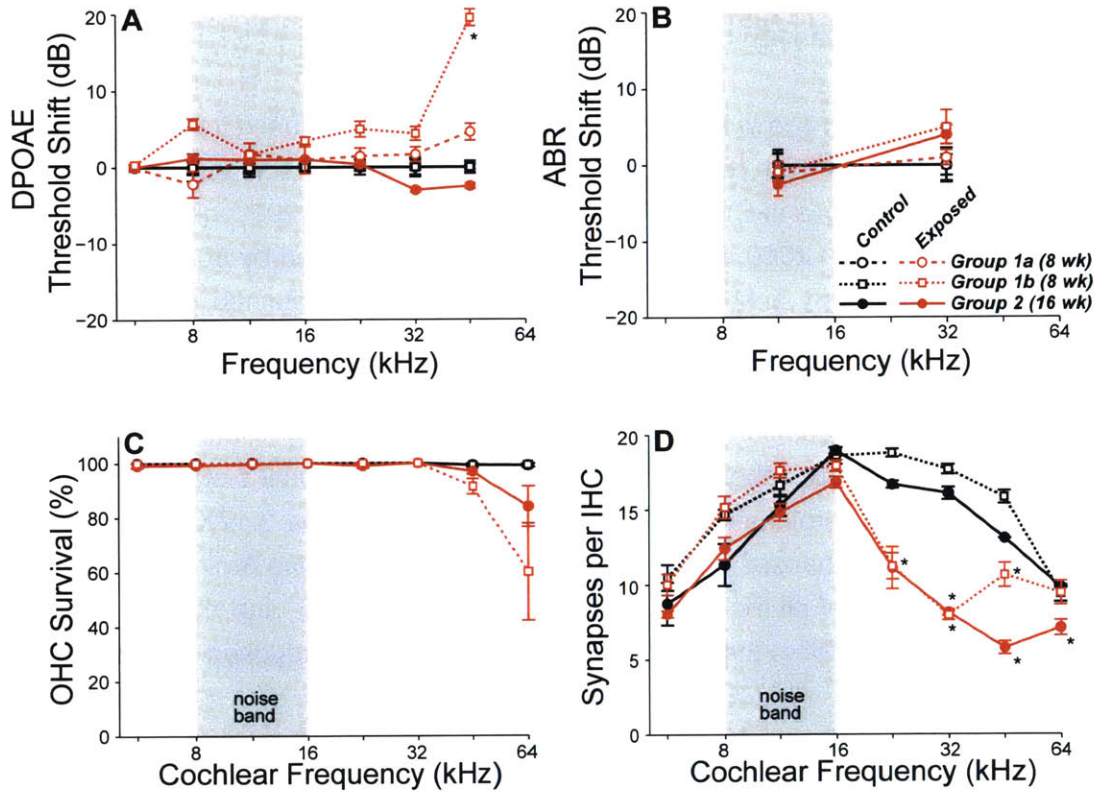 A
DPOAE
Threshold Shift (dB)
20
10
0
−10
−20
8
16
32
64
*
Frequency (kHz)
B
ABR
Threshold Shift (dB)
20
10
0
−10
−20
8
16
32
64
Control Exposed
Group 1a (8 wk)
Group 1b (8 wk)
Group 2 (16 wk)
Frequency (kHz)
C
OHC Survival (%)
100
80
60
40
20
0
8
16
32
64
noise
band
Cochlear Frequency (kHz)
D
Synapses per IHC
20
15
10
5
0
8
16
32
64
*
*
*
*
*
*
noise
band
Cochlear Frequency (kHz)